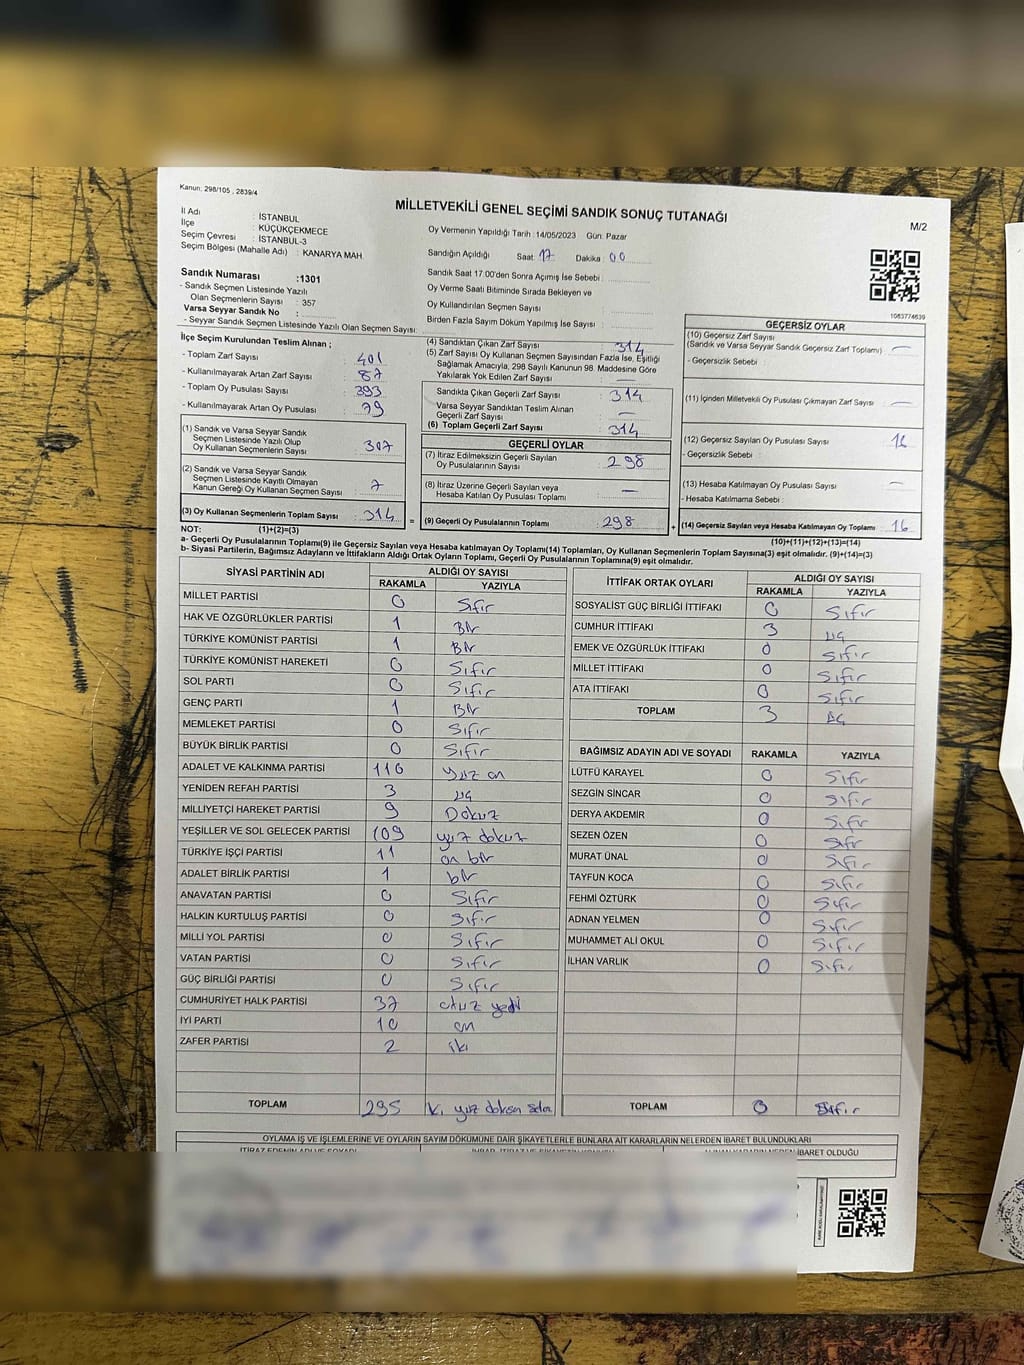 Kanun: 298/105 , 2839/4
MİLLETVEKİLİ GENEL SEÇİMİ SANDIK SONUÇ TUTANAĞI
M/2
İl Adı : İSTANBUL
İlçe : KÜÇÜKÇEKMECE
Seçim Çevresi : İSTANBUL-3
Seçim Bölgesi (Mahalle Adı) : KANARYA MAH.
Oy Vermenin Yapıldığı Tarih :14/05/2023 Gün: Pazar
Sandığın Açıldığı Saat: 17 Dakika : 00
Sandık Saat 17.00'den Sonra Açımış İse Sebebi :
Oy Verme Saati Bitiminde Sırada Bekleyen ve
Oy Kullandırılan Seçmen Sayısı :
Birden Fazla Sayım Döküm Yapılmış İse Sayısı :
Sandık Numarası :1301
- Sandık Seçmen Listesinde Yazılı
Olan Seçmenlerin Sayısı : 357
Varsa Seyyar Sandık No :
- Seyyar Sandık Seçmen Listesinde Yazılı Olan Seçmen Sayısı:
1063774639
İlçe Seçim Kurulundan Teslim Alınan ;
- Toplam Zarf Sayısı : 401
- Kullanılmayarak Artan Zarf Sayısı : 87
- Toplam Oy Pusulası Sayısı : 393
- Kullanılmayarak Artan Oy Pusulası : 79
(1) Sandık ve Varsa Seyyar Sandık
Seçmen Listesinde Yazılı Olup
Oy Kullanan Seçmenlerin Sayısı : 307
(2) Sandık ve Varsa Seyyar Sandık
Seçmen Listesinde Kayıtlı Olmayan
Kanun Gereği Oy Kullanan Seçmen Sayısı : 7
(3) Oy Kullanan Seçmenlerin Toplam Sayısı : 314
(4) Sandıktan Çıkan Zarf Sayısı : 314
(5) Zarf Sayısı Oy Kullanan Seçmen Sayısından Fazla İse, Eşitliği
Sağlamak Amacıyla, 298 Sayılı Kanunun 98. Maddesine Göre
Yakılarak Yok Edilen Zarf Sayısı : —
Sandıkta Çıkan Geçerli Zarf Sayısı : 314
Varsa Seyyar Sandıktan Teslim Alınan
Geçerli Zarf Sayısı : —
(6) Toplam Geçerli Zarf Sayısı : 314
GEÇERLİ OYLAR
(7) İtiraz Edilmeksizin Geçerli Sayılan
Oy Pusulalarının Sayısı : 298
(8) İtiraz Üzerine Geçerli Sayılan veya
Hesaba Katılan Oy Pusulası Toplamı : —
= (9) Geçerli Oy Pusulalarının Toplamı : 298 +
GEÇERSİZ OYLAR
(10) Geçersiz Zarf Sayısı
(Sandık ve Varsa Seyyar Sandık Geçersiz Zarf Toplamı) : —
- Geçersizlik Sebebi :
(11) İçinden Milletvekili Oy Pusulası Çıkmayan Zarf Sayısı : —
(12) Geçersiz Sayılan Oy Pusulası Sayısı : 16
- Geçersizlik Sebebi :
(13) Hesaba Katılmayan Oy Pusulası Sayısı : —
- Hesaba Katılmama Sebebi :
(14) Geçersiz Sayılan veya Hesaba Katılmayan Oy Toplamı : 16
NOT: (1)+(2)=(3)
(10)+(11)+(12)+(13)=(14)
a- Geçerli Oy Pusulasının Toplamı(9) ile Geçersiz Sayılan veya Hesaba katılmayan Oy Toplamı(14) Toplamları, Oy Kullanan Seçmenlerin Toplam Sayısına(3) eşit olmalıdır. (9)+(14)=(3)
b- Siyasi Partilerin, Bağımsız Adayların ve İttifakların Aldığı Oyların Toplamı, Geçerli Oy Pusulalarının Toplamına(9) eşit olmalıdır.
SİYASİ PARTİNİN ADI ALDIĞI OY SAYISI
RAKAMLA YAZIYLA
MİLLET PARTİSİ 0 Sıfır
HAK VE ÖZGÜRLÜKLER PARTİSİ 1 Bir
TÜRKİYE KOMÜNİST PARTİSİ 1 Bir
TÜRKİYE KOMÜNİST HAREKETİ 0 Sıfır
SOL PARTİ 0 Sıfır
GENÇ PARTİ 1 Bir
MEMLEKET PARTİSİ 0 Sıfır
BÜYÜK BİRLİK PARTİSİ 0 Sıfır
ADALET VE KALKINMA PARTİSİ 110 yüz on
YENİDEN REFAH PARTİSİ 3 üç
MİLLİYETÇİ HAREKET PARTİSİ 9 Dokuz
YEŞİLLER VE SOL GELECEK PARTİSİ 109 yüz dokuz
TÜRKİYE İŞÇİ PARTİSİ 11 on bir
ADALET BİRLİK PARTİSİ 1 bir
ANAVATAN PARTİSİ 0 Sıfır
HALKIN KURTULUŞ PARTİSİ 0 Sıfır
MİLLİ YOL PARTİSİ 0 Sıfır
VATAN PARTİSİ 0 Sıfır
GÜÇ BİRLİĞİ PARTİSİ 0 Sıfır
CUMHURİYET HALK PARTİSİ 37 otuz yedi
İYİ PARTİ 10 on
ZAFER PARTİSİ 2 iki
TOPLAM 295 yüz doksan
İTTİFAK ORTAK OYLARI ALDIĞI OY SAYISI
RAKAMLA YAZIYLA
SOSYALİST GÜÇ BİRLİĞİ İTTİFAKI 0 Sıfır
CUMHUR İTTİFAKI 3 üç
EMEK VE ÖZGÜRLÜK İTTİFAKI 0 Sıfır
MİLLET İTTİFAKI 0 Sıfır
ATA İTTİFAKI 0 Sıfır
TOPLAM 3 üç
BAĞIMSIZ ADAYIN ADI VE SOYADI RAKAMLA YAZIYLA
LÜTFÜ KARAYEL 0 Sıfır
SEZGİN SİNCAR 0 Sıfır
DERYA AKDEMİR 0 Sıfır
SEZEN ÖZEN 0 Sıfır
MURAT ÜNAL 0 Sıfır
TAYFUN KOCA 0 Sıfır
FEHMİ ÖZTÜRK 0 Sıfır
ADNAN YELMEN 0 Sıfır
MUHAMMET ALİ OKUL 0 Sıfır
İLHAN VARLIK 0 Sıfır
TOPLAM 0 Sıfır
OYLAMA İŞ VE İŞLEMLERİNE VE OYLARIN SAYIM DÖKÜMÜNE DAİR ŞİKAYETLERLE BUNLARA AİT KARARLARIN NELERDEN İBARET BULUNDUKLARI
İBARET OLDUĞU